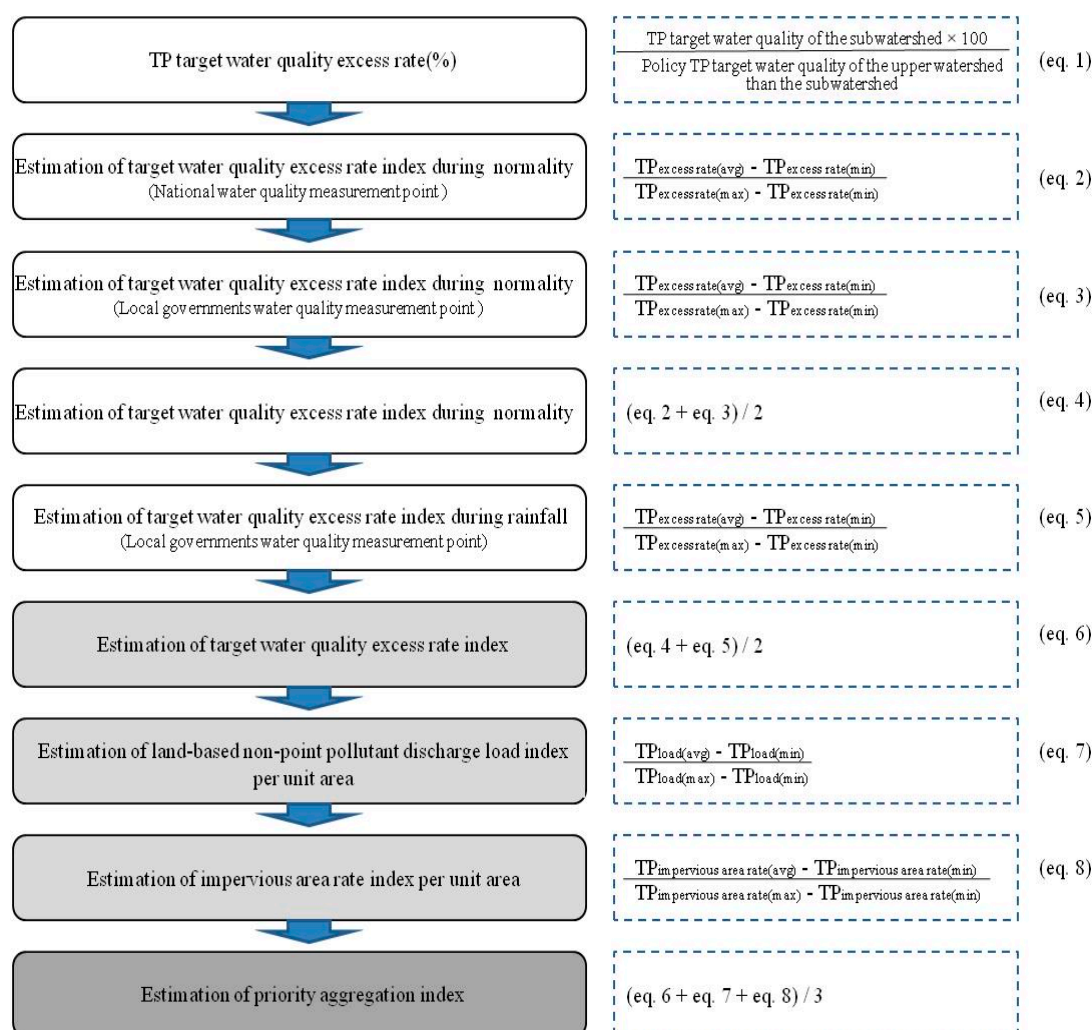 TP target water quality excess rate(%)
TP target water quality of the subwatershed × 100
Policy TP target water quality of the upper watershed
than the subwatershed
(eq. 1)
Estimation of target water quality excess rate index during normality
(National water quality measurement point)
TPexcess rate(avg) - TPexcess rate(min)
TPexcess rate(max) - TPexcess rate(min)
(eq. 2)
Estimation of target water quality excess rate index during normality
(Local governments water quality measurement point)
TPexcess rate(avg) - TPexcess rate(min)
TPexcess rate(max) - TPexcess rate(min)
(eq. 3)
Estimation of target water quality excess rate index during normality
(eq. 2 + eq. 3) / 2
(eq. 4)
Estimation of target water quality excess rate index during rainfall
(Local governments water quality measurement point)
TPexcess rate(avg) - TPexcess rate(min)
TPexcess rate(max) - TPexcess rate(min)
(eq. 5)
Estimation of target water quality excess rate index
(eq. 4 + eq. 5) / 2
(eq. 6)
Estimation of land-based non-point pollutant discharge load index
per unit area
TPload(avg) - TPload(min)
TPload(max) - TPload(min)
(eq. 7)
Estimation of impervious area rate index per unit area
TPimpervious area rate(avg) - TPimpervious area rate(min)
TPimpervious area rate(max) - TPimpervious area rate(min)
(eq. 8)
Estimation of priority aggregation index
(eq. 6 + eq. 7 + eq. 8) / 3